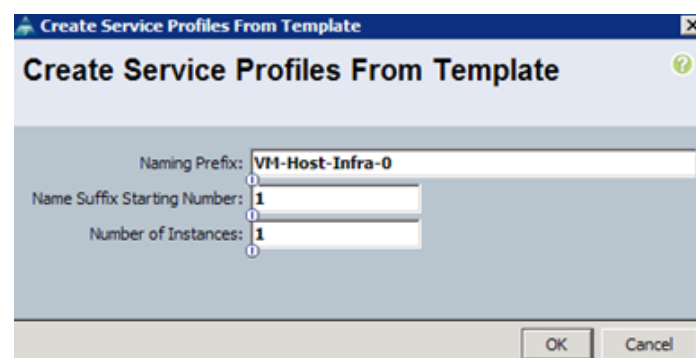 Create Service Profiles From Template
Create Service Profiles From Template
Naming Prefix: VM-Host-Infra-0
Name Suffix Starting Number: 1
Number of Instances: 1
OK Cancel